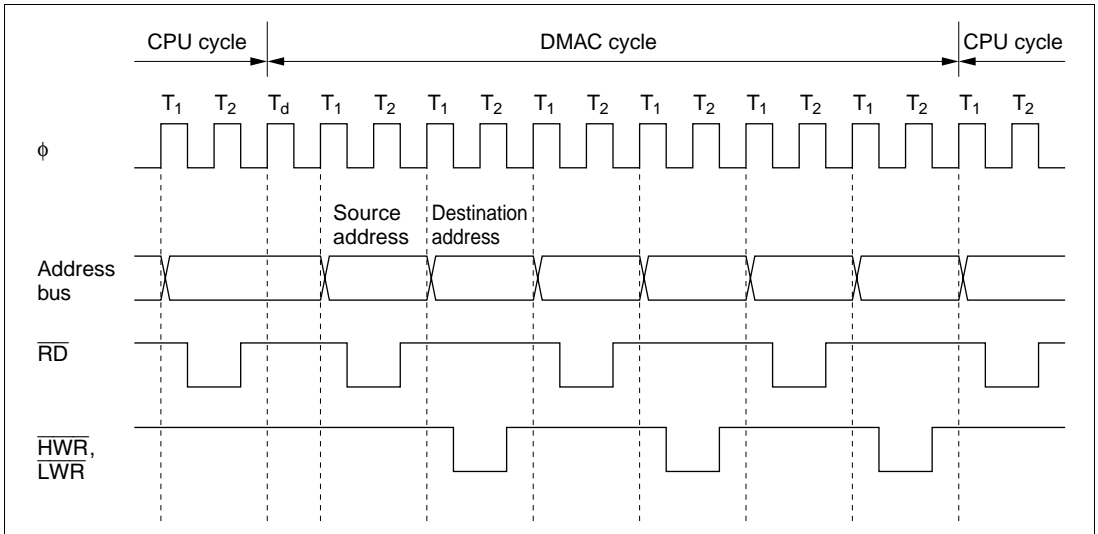 CPU cycle DMAC cycle CPU cycle
T1 T2 Td T1 T2 T1 T2 T1 T2 T1 T2 T1 T2 T1 T2 T1 T2
ϕ
Source address
Destination address
Address bus
RD
HWR,
LWR